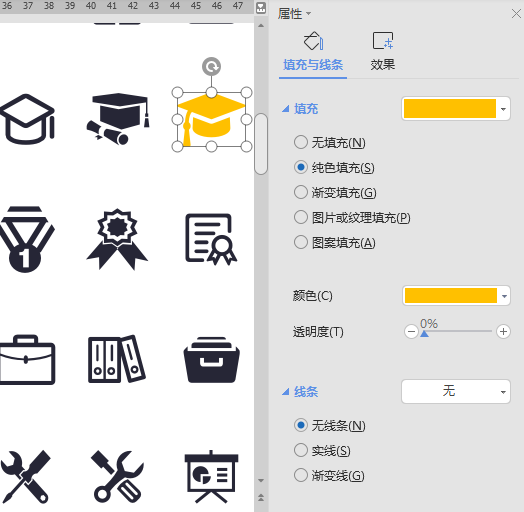 36 37 38 39 40 41 42 43 44 45 46 47
属性
填充与线条 效果
填充
无填充(N)
纯色填充(S)
渐变填充(G)
图片或纹理填充(P)
图案填充(A)
颜色(C)
透明度(T) 0%
线条 无
无线条(N)
实线(S)
渐变线(G)
1